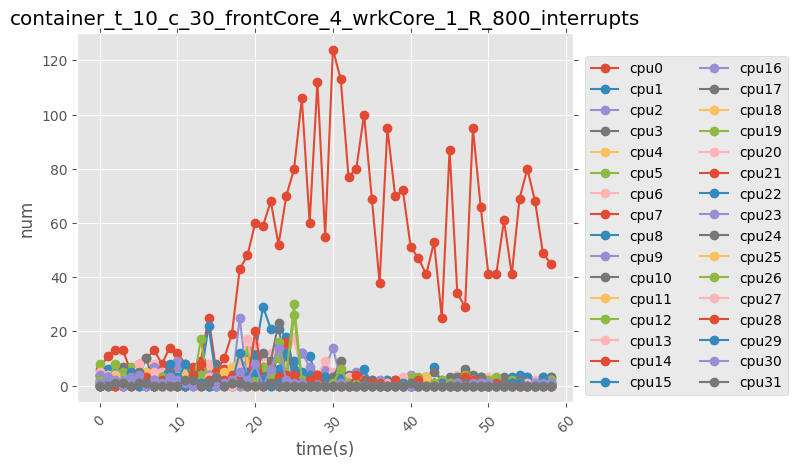 container_t_10_c_30_frontCore_4_wrkCore_1_R_800_interrupts
num
120
100
80
60
40
20
0
0
10
20
30
40
50
60
time(s)
cpu0
cpu1
cpu2
cpu3
cpu4
cpu5
cpu6
cpu7
cpu8
cpu9
cpu10
cpu11
cpu12
cpu13
cpu14
cpu15
cpu16
cpu17
cpu18
cpu19
cpu20
cpu21
cpu22
cpu23
cpu24
cpu25
cpu26
cpu27
cpu28
cpu29
cpu30
cpu31